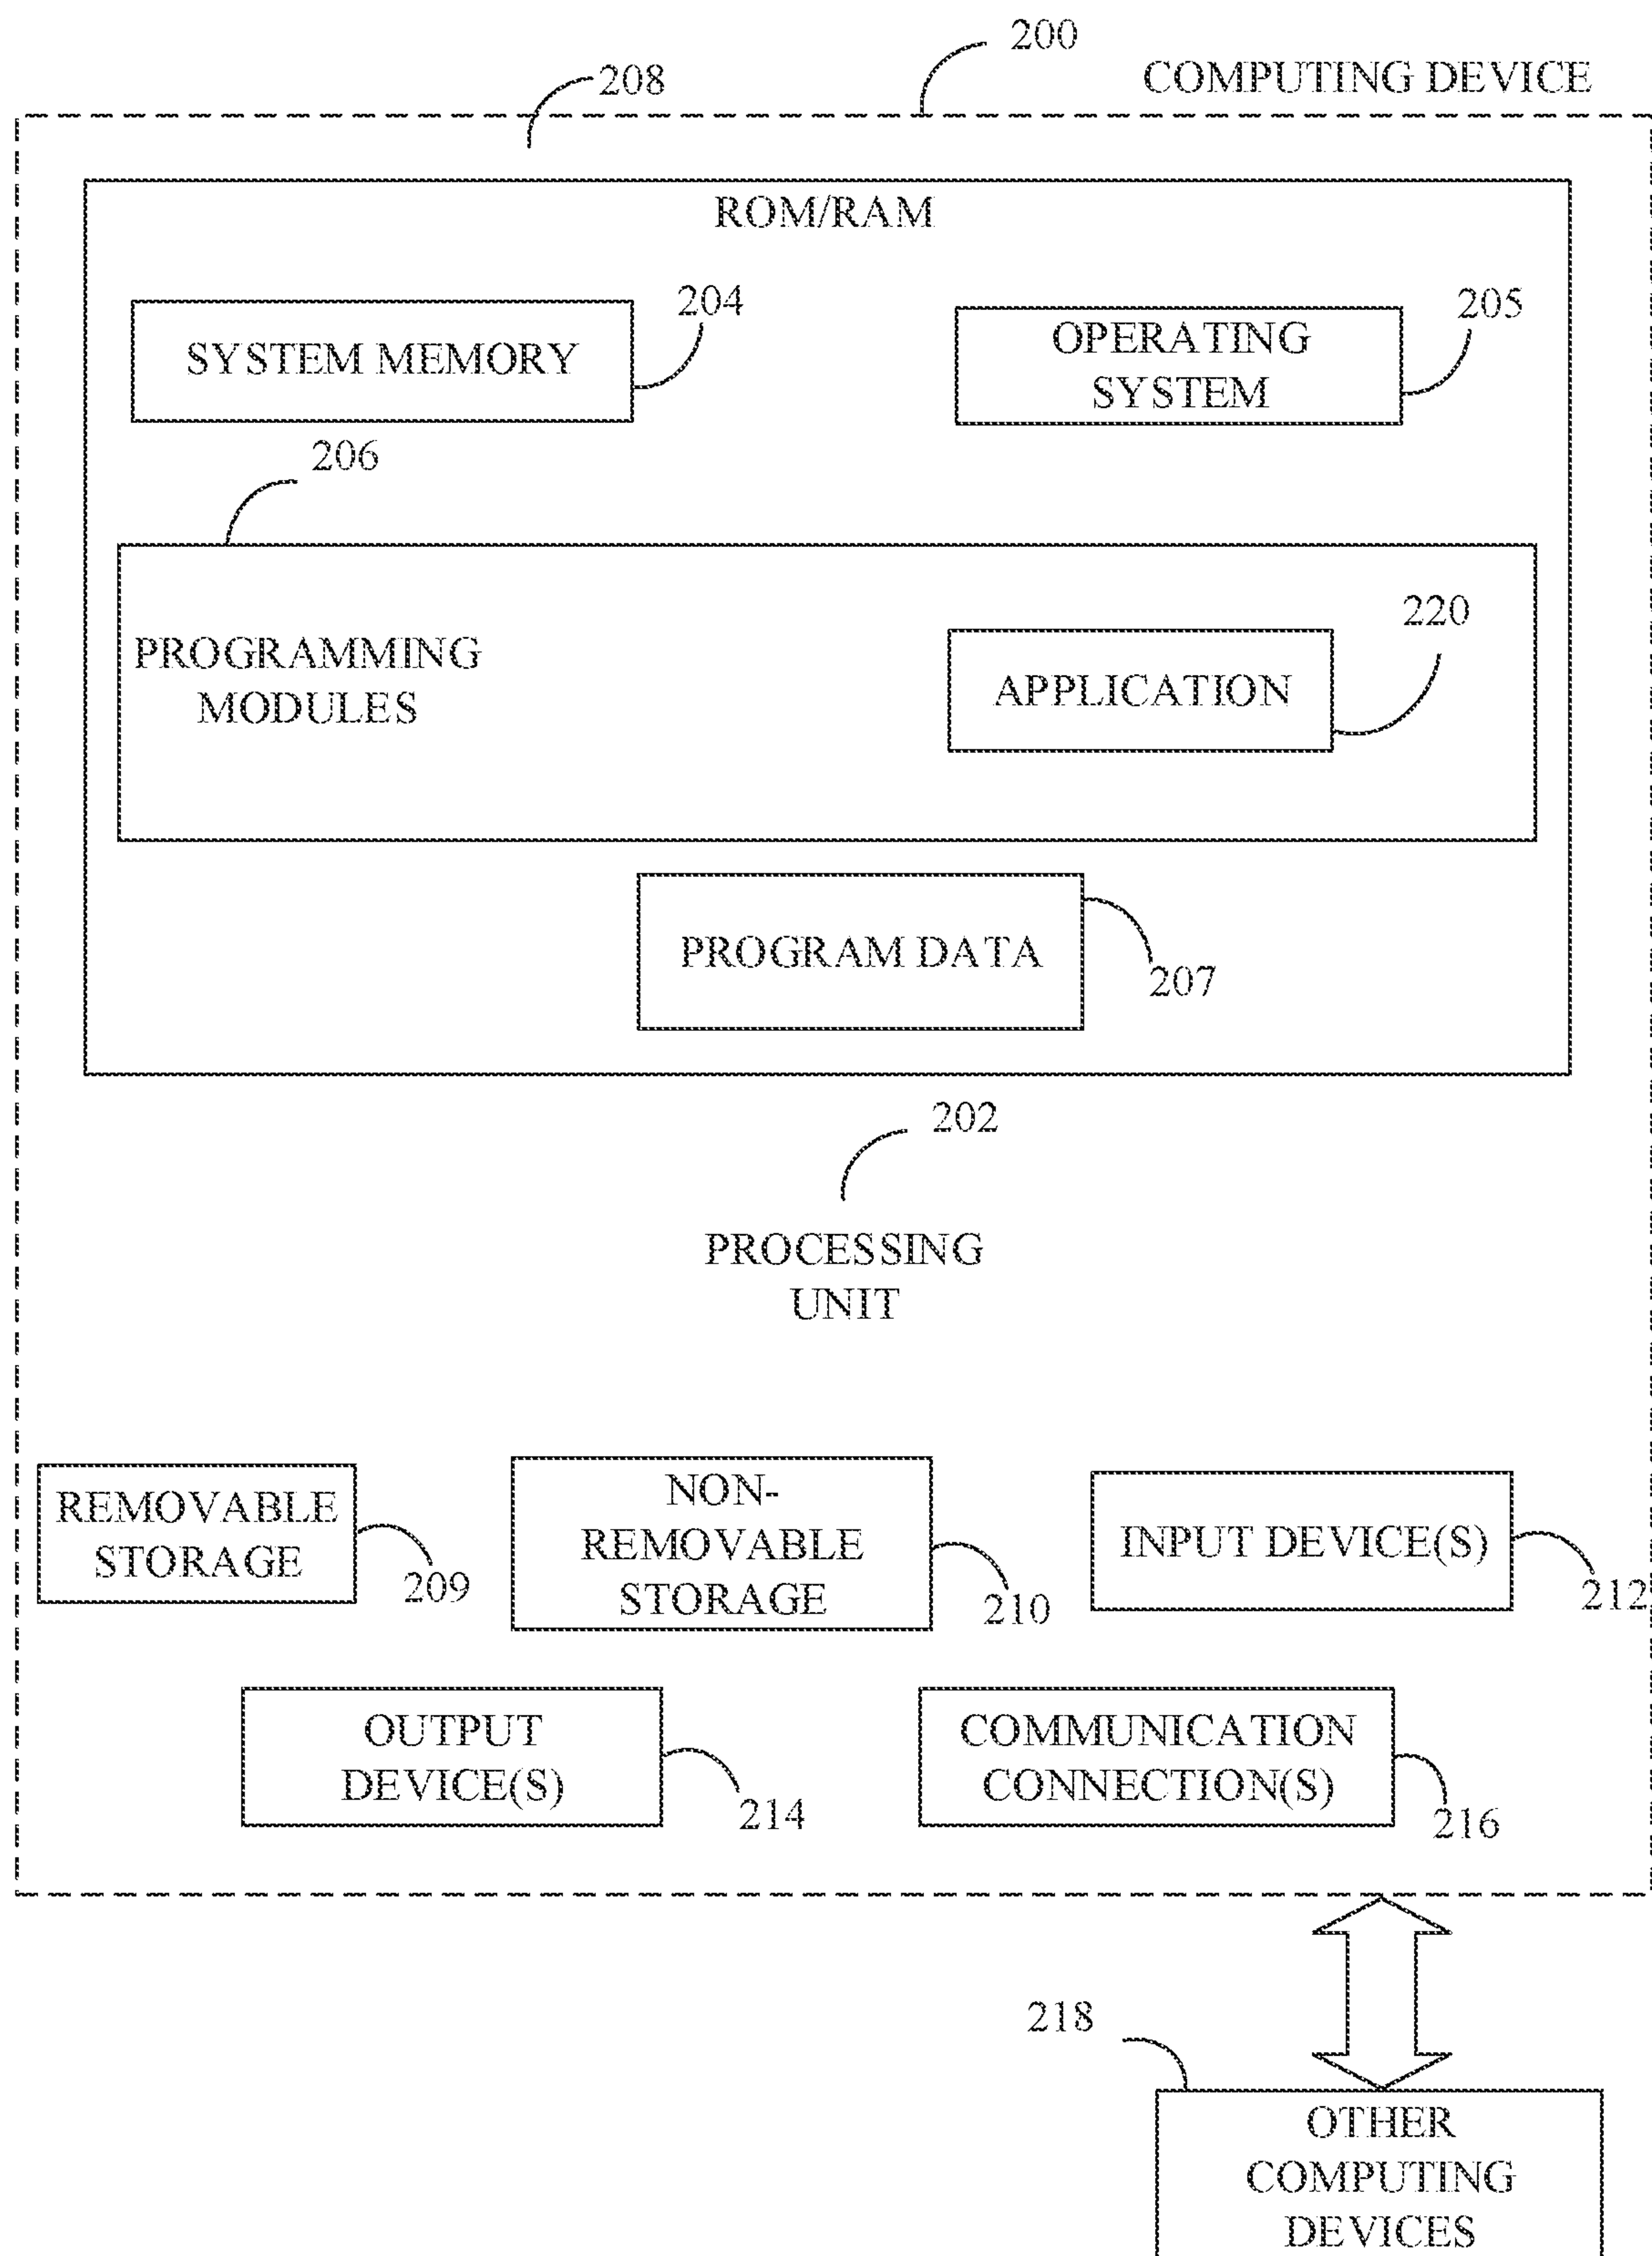 200
COMPUTING DEVICE
208
ROM/RAM
SYSTEM MEMORY
204
OPERATING
SYSTEM
205
206
PROGRAMMING
MODULES
APPLICATION
220
PROGRAM DATA
207
202
PROCESSING
UNIT
REMOVABLE
STORAGE
209
NON-
REMOVABLE
STORAGE
210
INPUT DEVICE(S)
212
OUTPUT
DEVICE(S)
214
COMMUNICATION
CONNECTION(S)
216
218
OTHER
COMPUTING
DEVICES